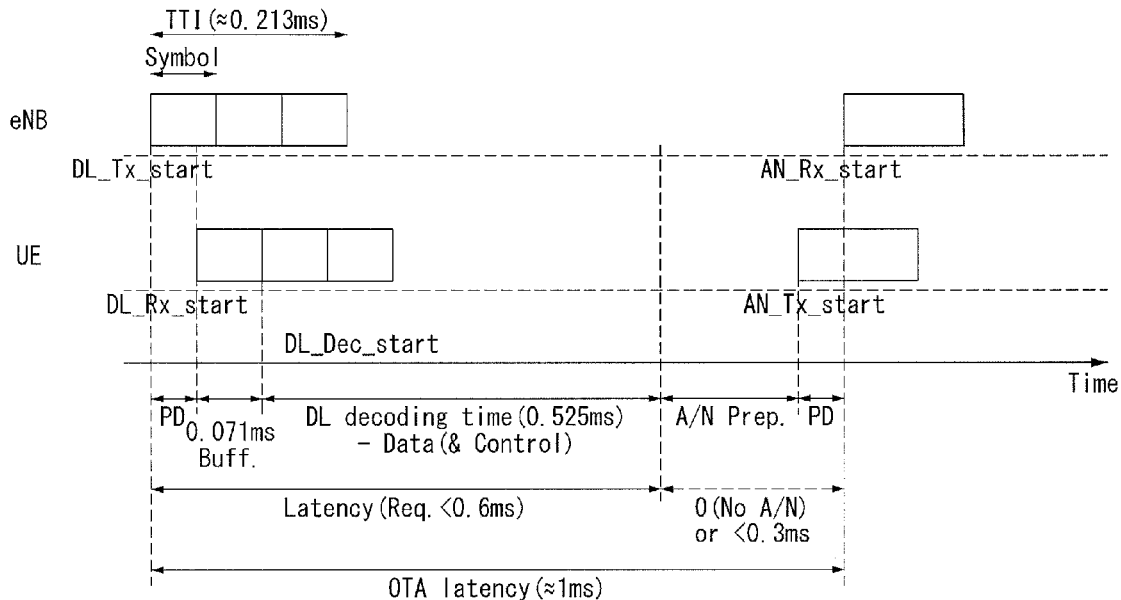 TTI(≈0.213ms)
Symbol
eNB
DL_Tx_start
AN_Rx_start
UE
DL_Rx_start
AN_Tx_start
DL_Dec_start
Time
PD
0.071ms
Buff.
DL decoding time(0.525ms)
- Data(& Control)
A/N Prep.
PD
Latency(Req.<0.6ms)
0(No A/N)
or <0.3ms
OTA latency(≈1ms)